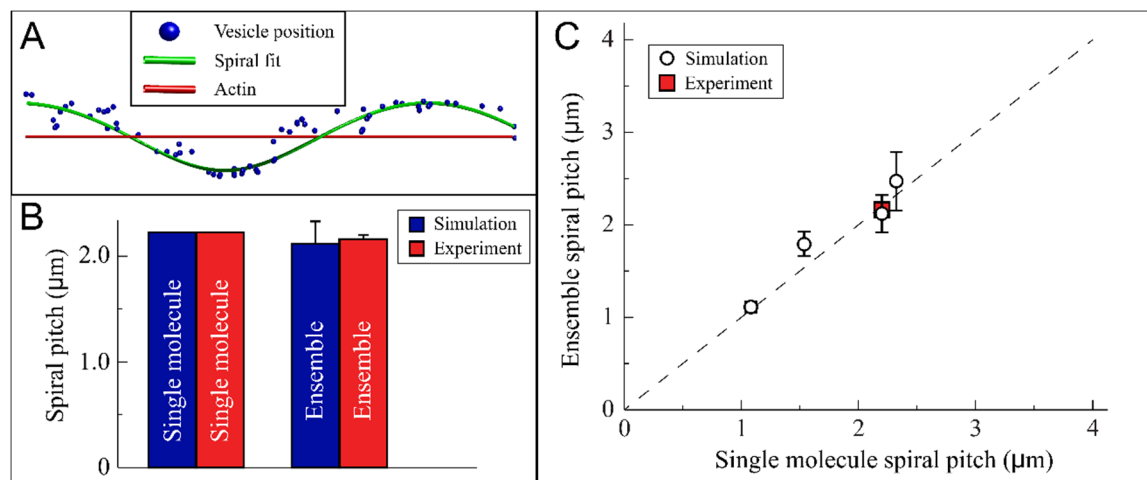 A
Vesicle position
Spiral fit
Actin
B
Simulation
Experiment
Spiral pitch (µm)
2.0
1.0
0
Single molecule
Single molecule
Ensemble
Ensemble
C
Simulation
Experiment
Ensemble spiral pitch (µm)
4
3
2
1
0
0 1 2 3 4
Single molecule spiral pitch (µm)